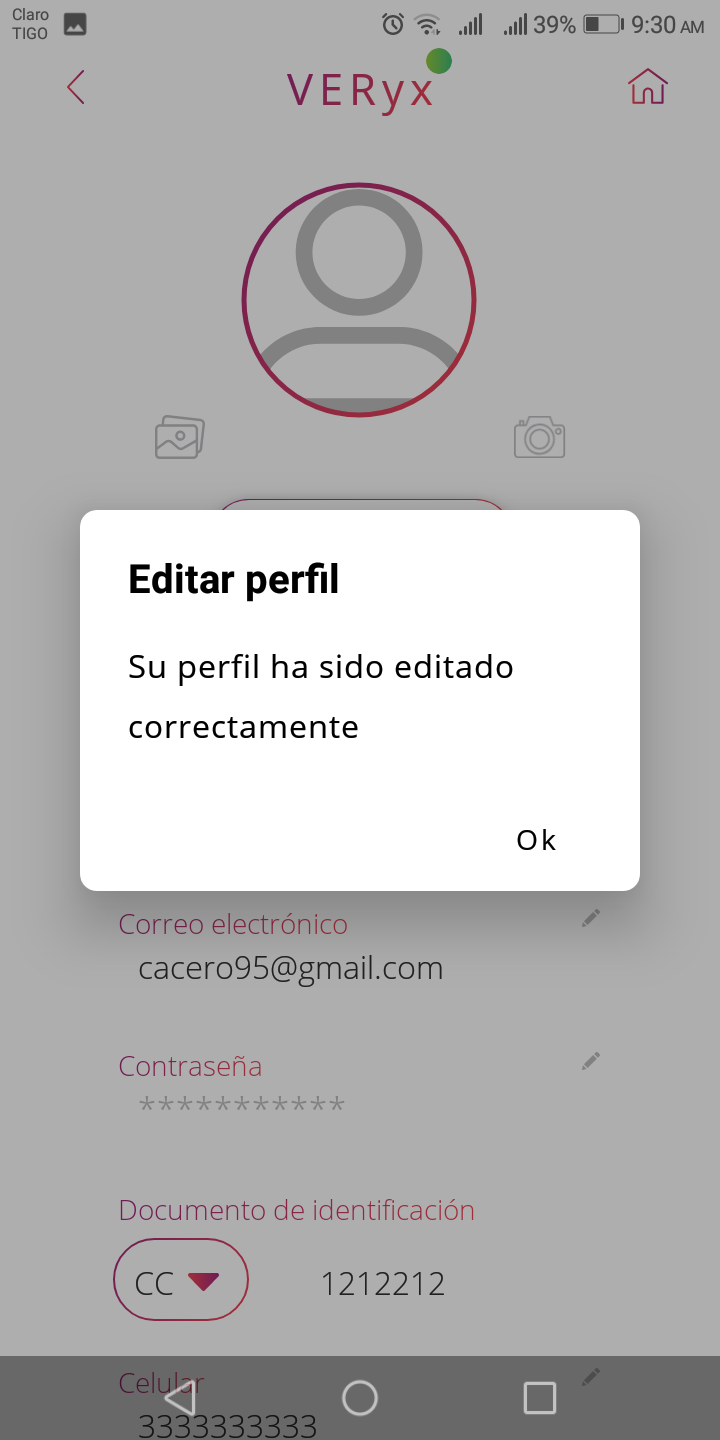 Claro
TIGO
39% 9:30 AM
VERyx
Editar perfil
Su perfil ha sido editado
correctamente
Ok
Correo electrónico
cacero95@gmail.com
Contraseña
***********
Documento de identificación
CC 1212212
Celular
3333333333